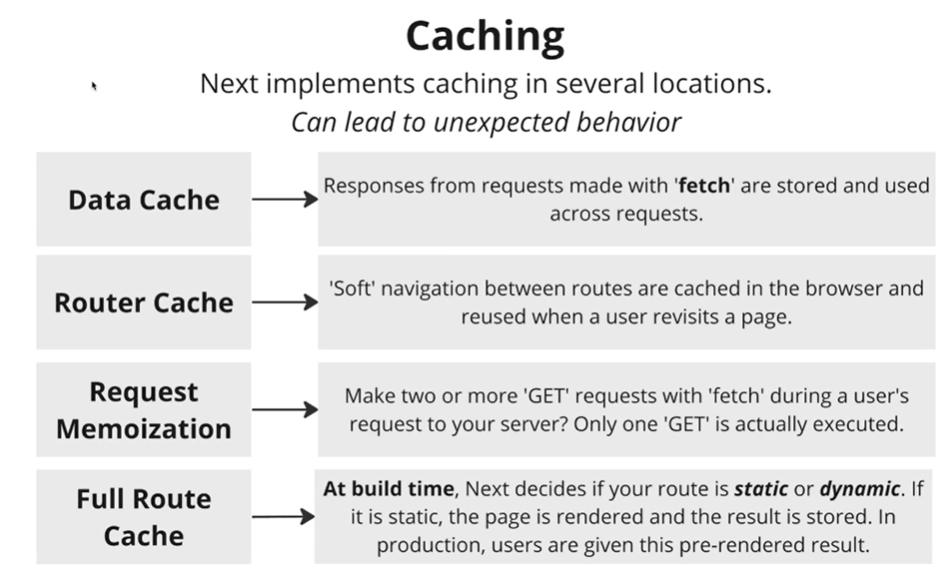 Caching
Next implements caching in several locations.
Can lead to unexpected behavior
Data Cache
Responses from requests made with 'fetch' are stored and used
across requests.
Router Cache
'Soft' navigation between routes are cached in the browser and
reused when a user revisits a page.
Request
Memoization
Make two or more 'GET' requests with 'fetch' during a user's
request to your server? Only one 'GET' is actually executed.
Full Route
Cache
At build time, Next decides if your route is static or dynamic. If
it is static, the page is rendered and the result is stored. In
production, users are given this pre-rendered result.